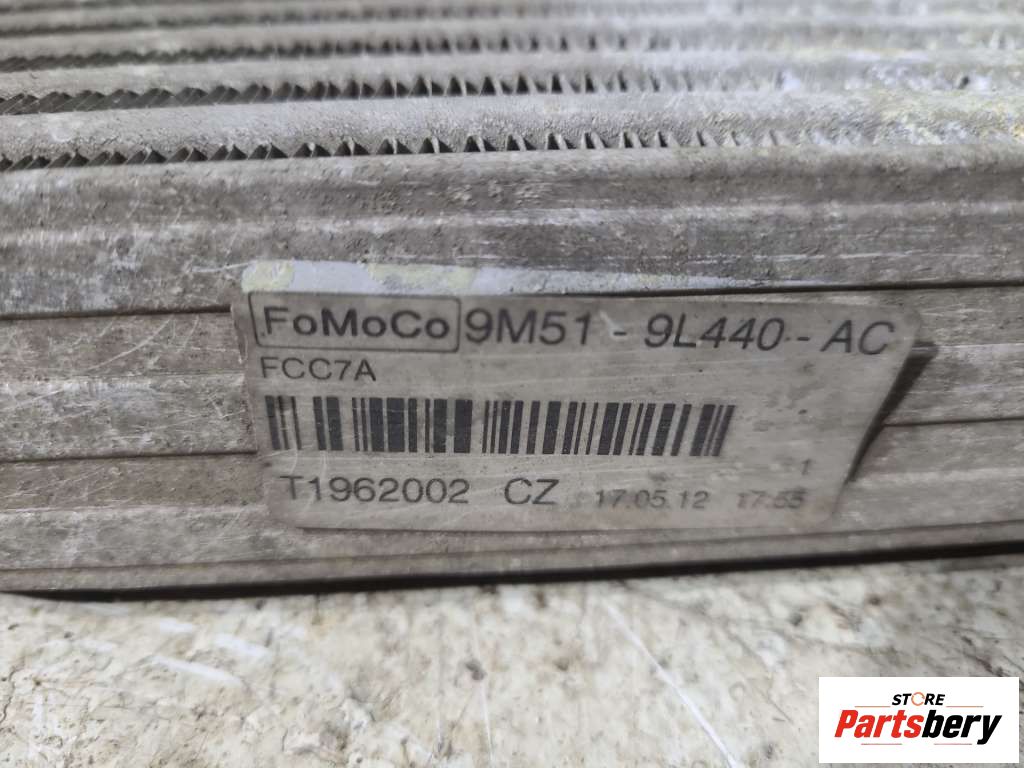 FoMoCo 9M51 - 9L440 - AC
FCC7A
1
T1962002 CZ 17.05.12 17:55
STORE
Partsbery